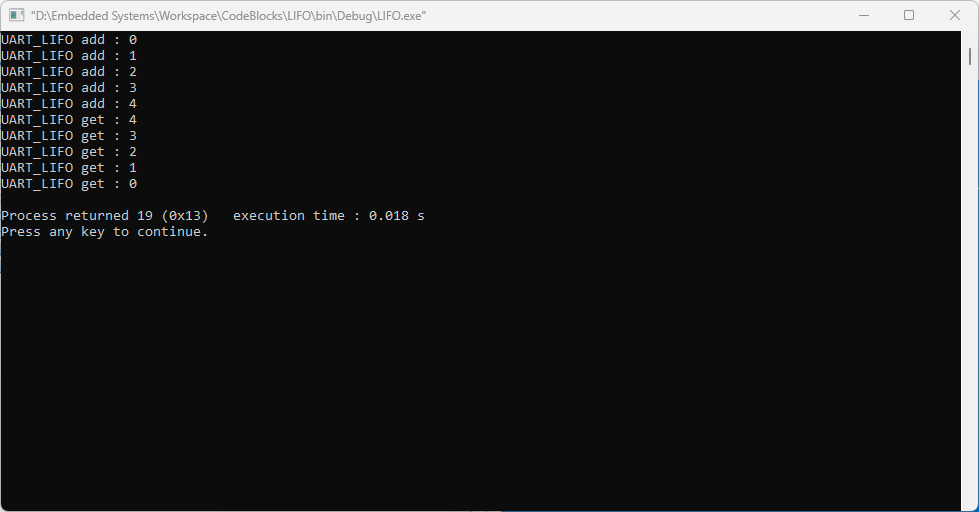 "D:\Embedded Systems\Workspace\CodeBlocks\LIFO\bin\Debug\LIFO.exe"
UART_LIFO add : 0
UART_LIFO add : 1
UART_LIFO add : 2
UART_LIFO add : 3
UART_LIFO add : 4
UART_LIFO get : 4
UART_LIFO get : 3
UART_LIFO get : 2
UART_LIFO get : 1
UART_LIFO get : 0
Process returned 19 (0x13)   execution time : 0.018 s
Press any key to continue.